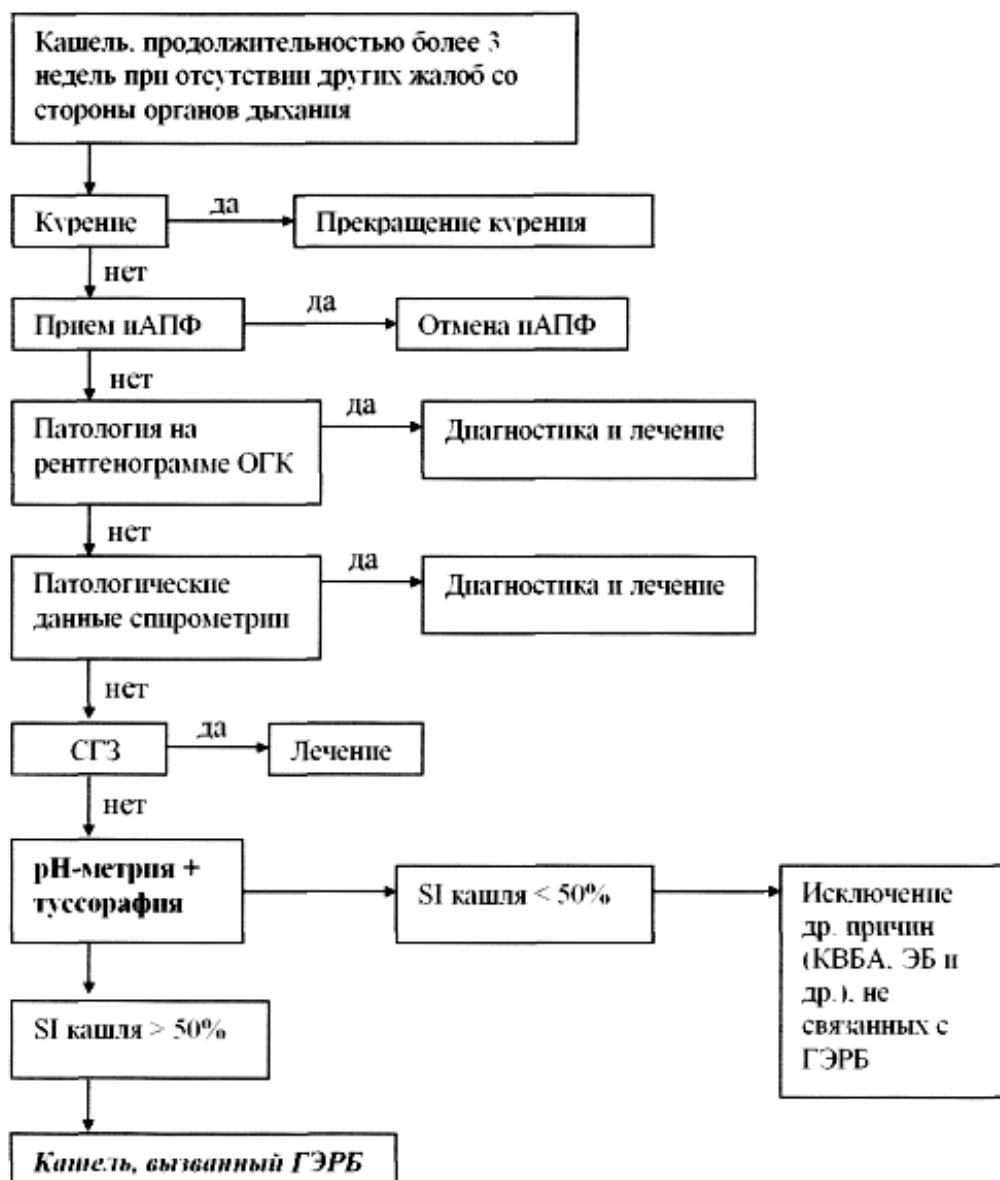 Кашель, продолжительностью более 3
недель при отсутствии других жалоб со
стороны органов дыхания
Курение
да
Прекращение курения
нет
Прием иАПФ
да
Отмена иАПФ
нет
Патология на
рентгенограмме ОГК
да
Диагностика и лечение
нет
Патологические
данные спирометрии
да
Диагностика и лечение
нет
СГЗ
да
Лечение
нет
pH-метрия +
туссорафия
SI кашля < 50%
Исключение
др. причин
(КВБА, ЭБ и
др.), не
связанных с
ГЭРБ
SI кашля > 50%
Кашель, вызванный ГЭРБ